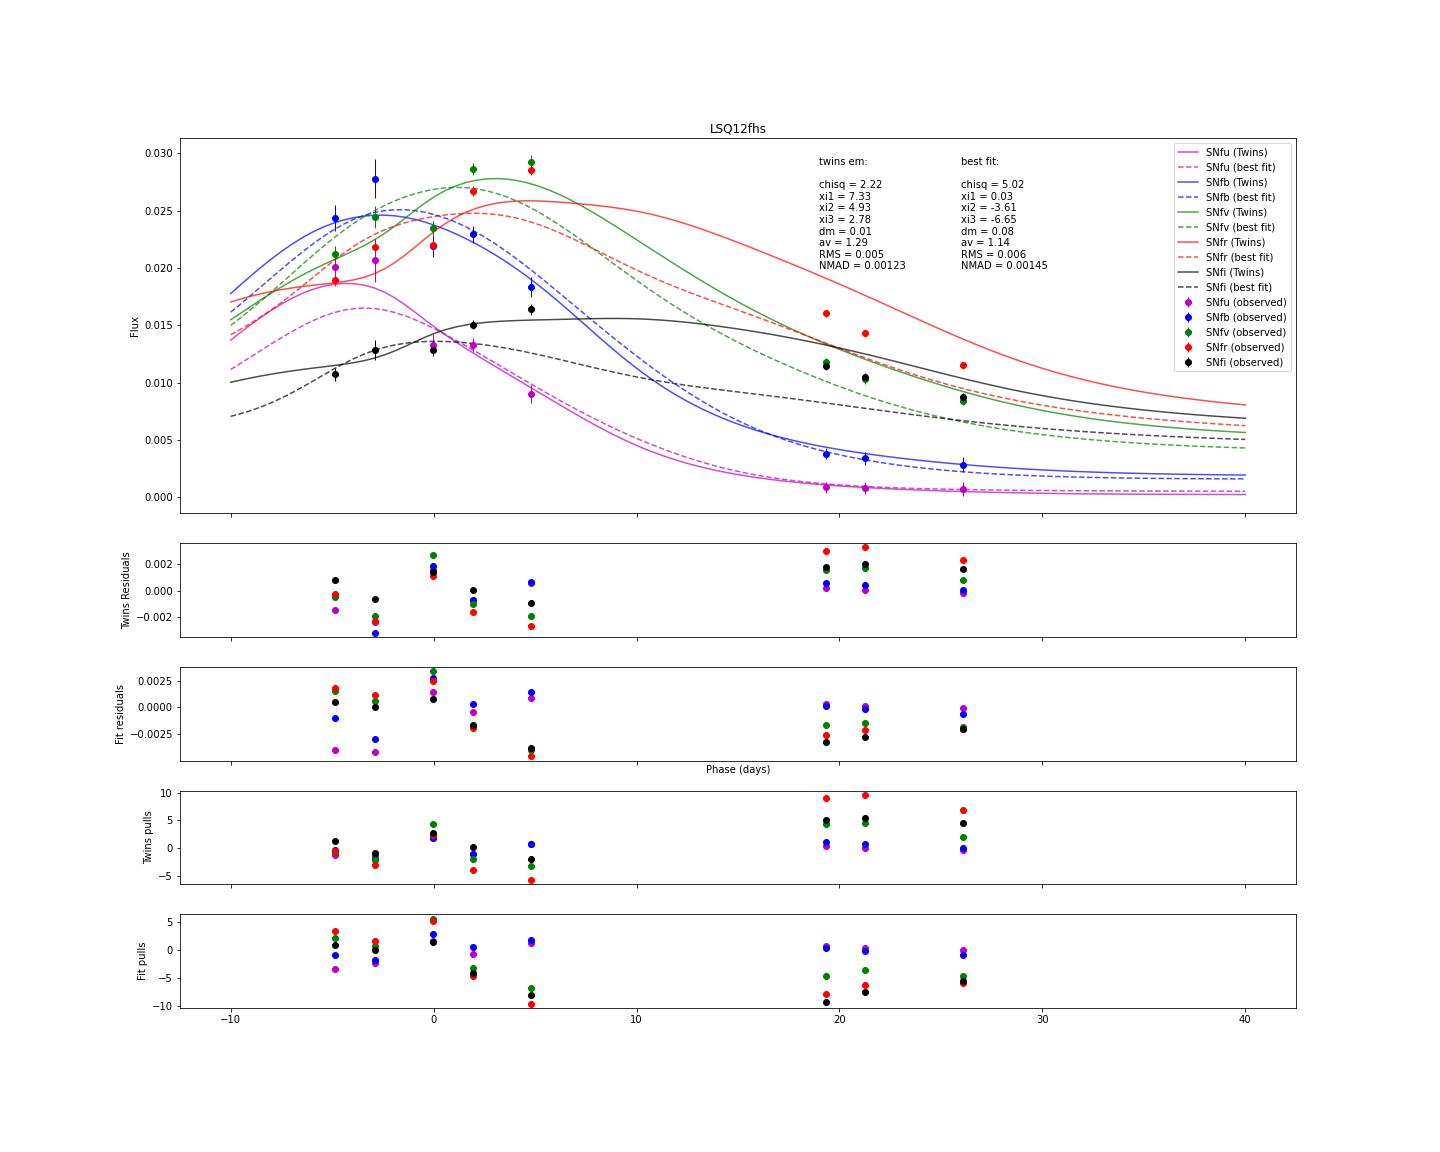 LSQ12fhs
Flux
0.030
0.025
0.020
0.015
0.010
0.005
0.000
twins em:
chisq = 2.22
xi1 = 7.33
xi2 = 4.93
xi3 = 2.78
dm = 0.01
av = 1.29
RMS = 0.005
NMAD = 0.00123
best fit:
chisq = 5.02
xi1 = 0.03
xi2 = -3.61
xi3 = -6.65
dm = 0.08
av = 1.14
RMS = 0.006
NMAD = 0.00145
SNfu (Twins)
SNfu (best fit)
SNfb (Twins)
SNfb (best fit)
SNfv (Twins)
SNfv (best fit)
SNfr (Twins)
SNfr (best fit)
SNfi (Twins)
SNfi (best fit)
SNfu (observed)
SNfb (observed)
SNfv (observed)
SNfr (observed)
SNfi (observed)
Twins Residuals
0.002
0.000
−0.002
Fit residuals
0.0025
0.0000
−0.0025
Phase (days)
Twins pulls
10
5
0
−5
Fit pulls
5
0
−5
−10
−10 0 10 20 30 40